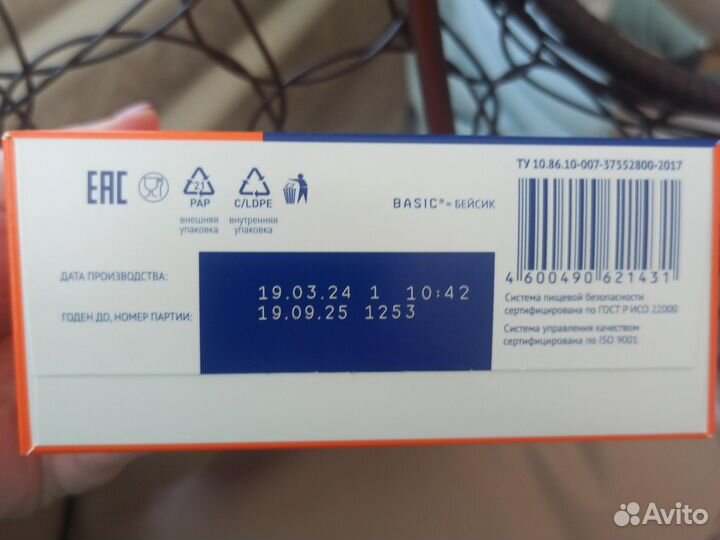 ТУ 10.86.10-007-37552800-2017
EAC
21
PAP
внешняя
упаковка
C/LDPE
внутренняя
упаковка
BASIC®= БЕЙСИК
4 600490 621431
ДАТА ПРОИЗВОДСТВА:
19.03.24 1 10:42
ГОДЕН ДО, НОМЕР ПАРТИИ:
19.09.25 1253
Система пищевой безопасности
сертифицирована по ГОСТ Р ИСО 22000
Система управления качеством
сертифицирована по ISO 9001
Avito